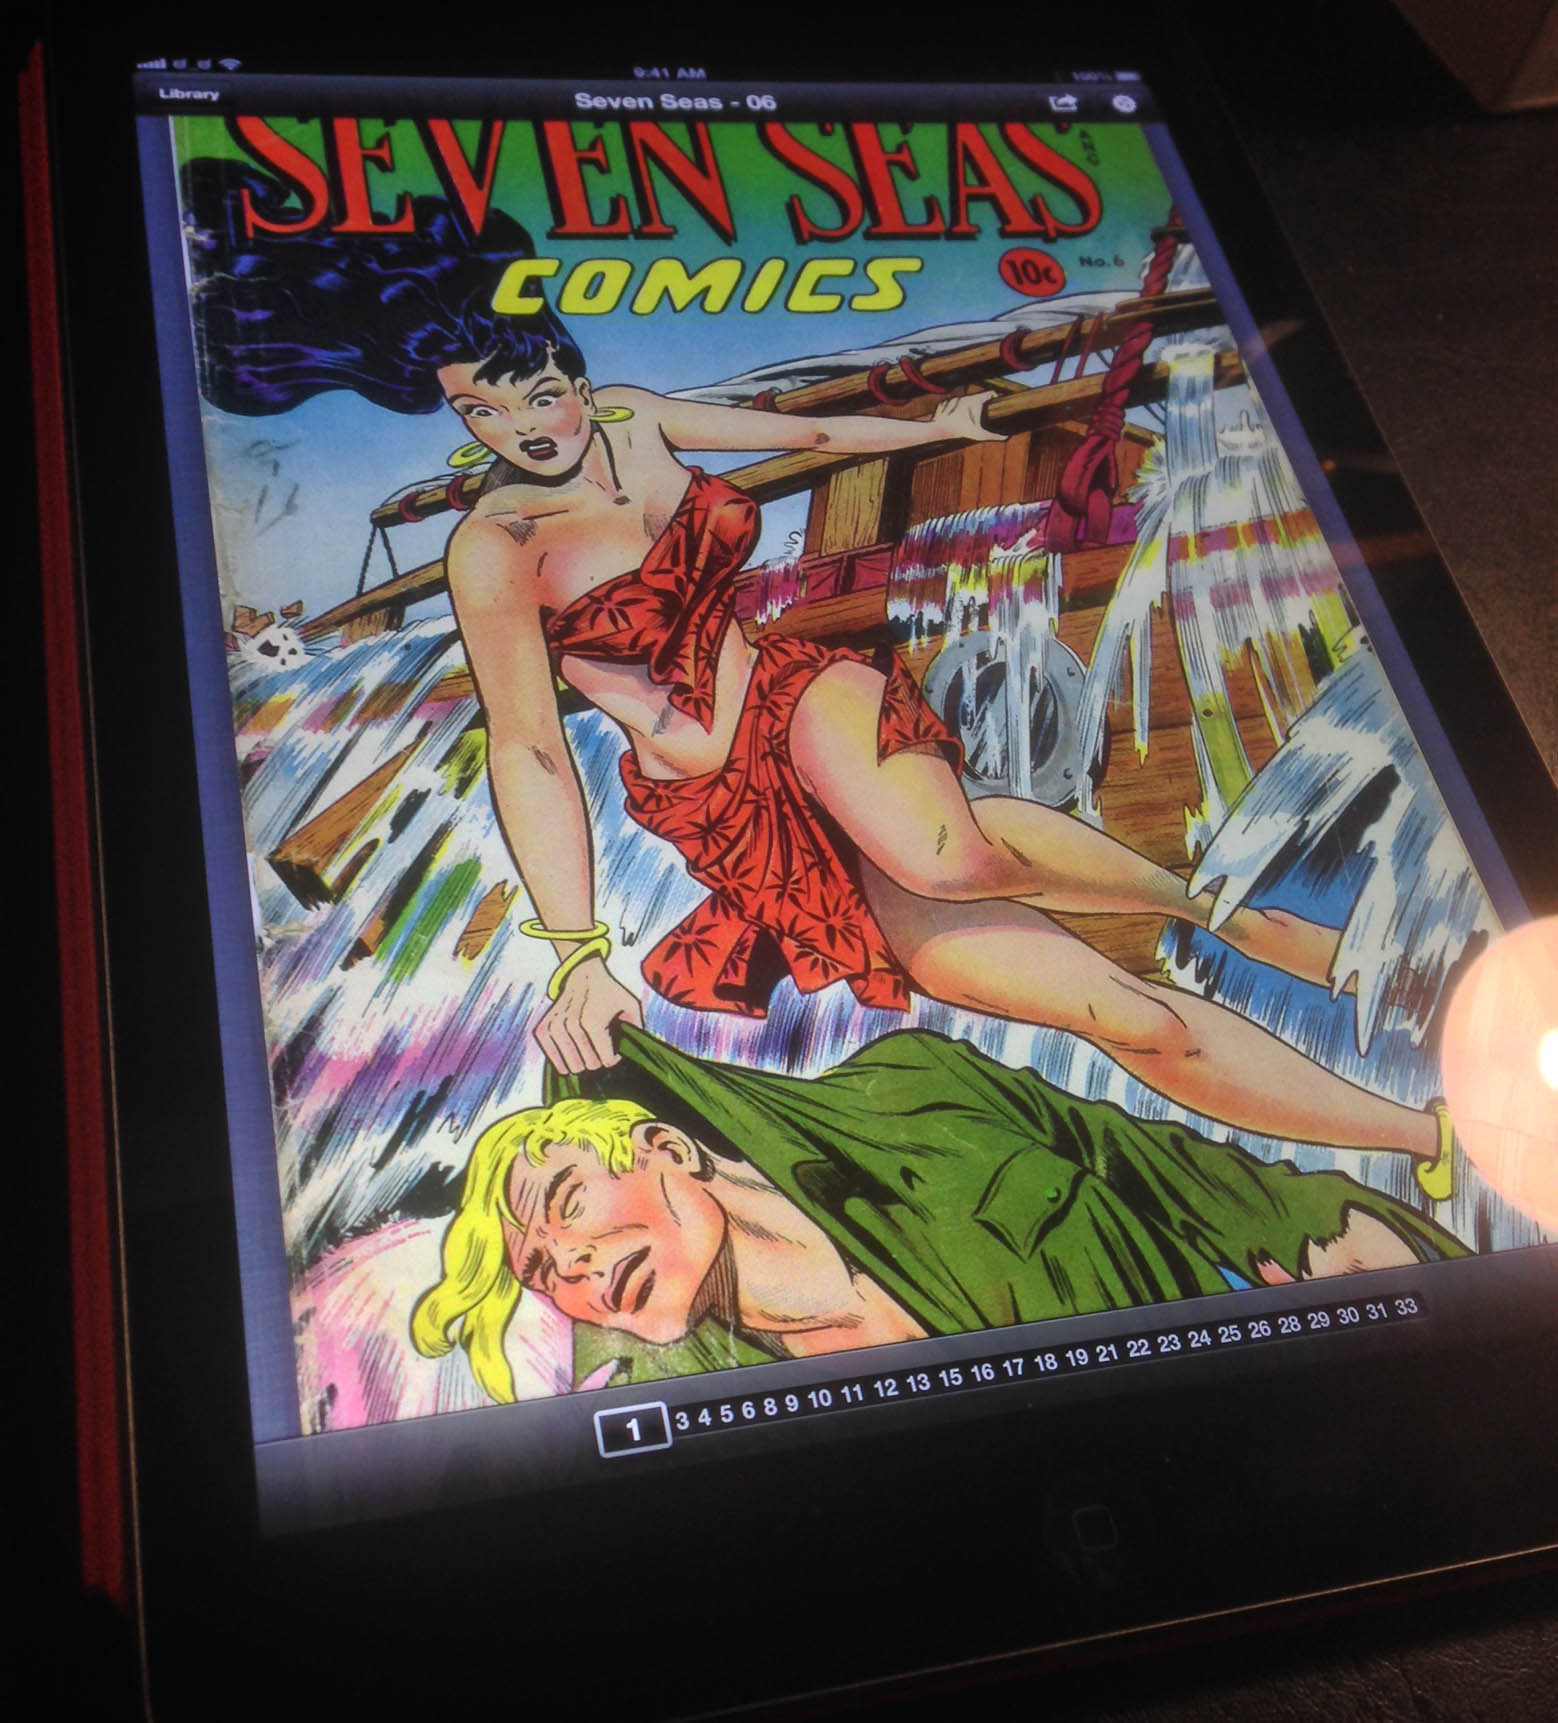 9:41 AM 100%
Library Seven Seas - 06
SEVEN SEAS
COMICS
10¢ No. 6
1 3 4 5 6 8 9 10 11 12 13 15 16 17 18 19 21 22 23 24 25 26 28 29 30 31 33